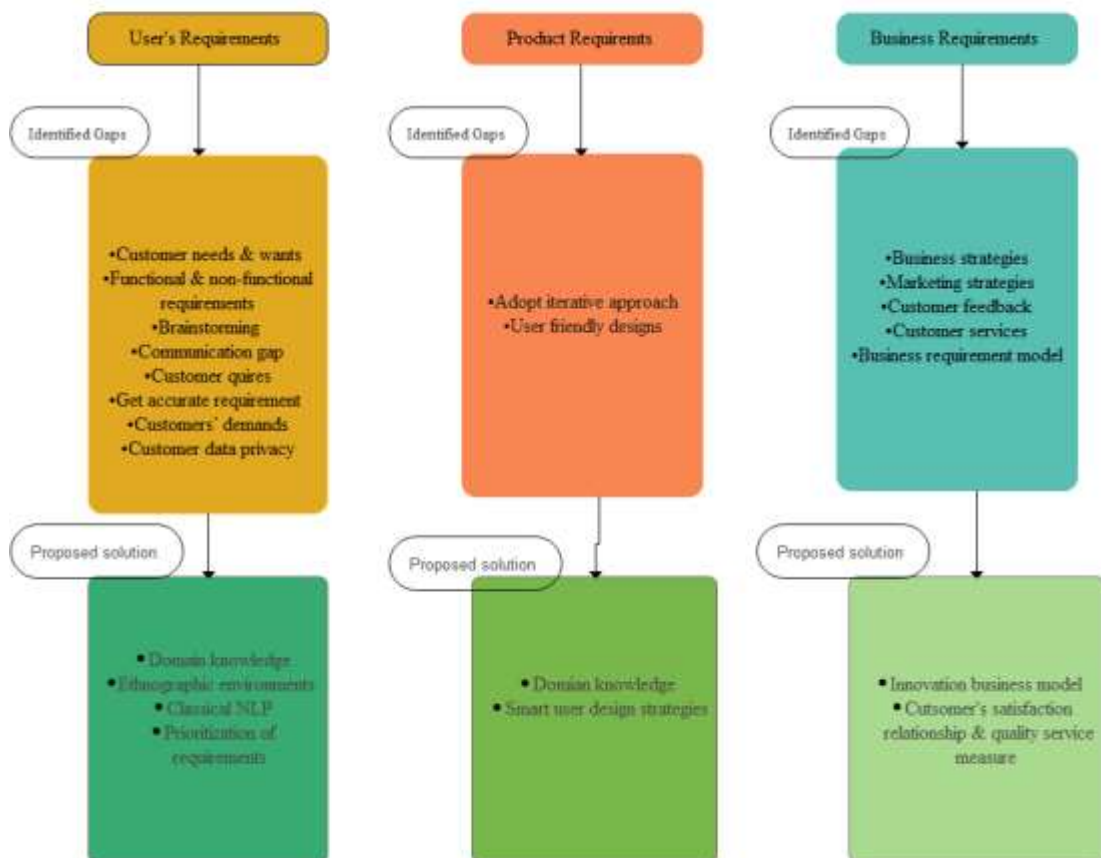 User's Requirements
Product Requiremts
Business Requirements
Identified Gaps
Identified Gaps
Identified Gaps
•Customer needs & wants
•Functional & non-functional
requirements
•Brainstorming
•Communication gap
•Customer quires
•Get accurate requirement
•Customers' demands
•Customer data privacy
•Adopt iterative approach
•User friendly designs
•Business strategies
•Marketing strategies
•Customer feedback
•Customer services
•Business requirement model
Proposed solution
Proposed solution
Proposed solution
• Domain knowledge
• Ethnographic environments
• Classical NLP
• Prioritization of
requirements
• Domian knowledge
• Smart user design strategies
• Innovation business model
• Cutsomer's satisfaction
relationship & quality service
measure